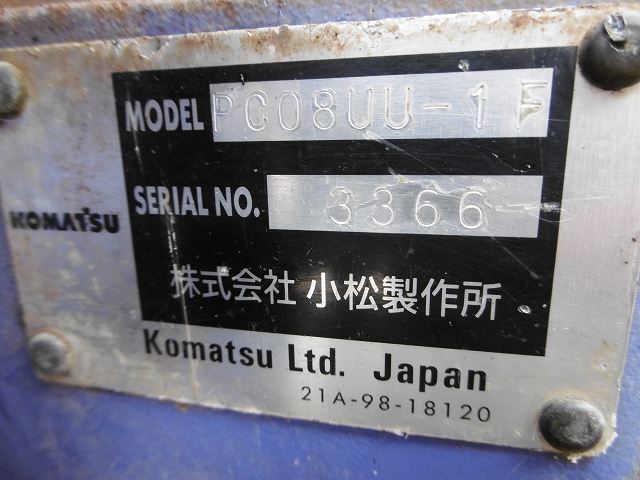 MODEL PC08UU-1F
SERIAL NO. 3366
KOMATSU
株式会社 小松製作所
Komatsu Ltd. Japan
21A-98-18120